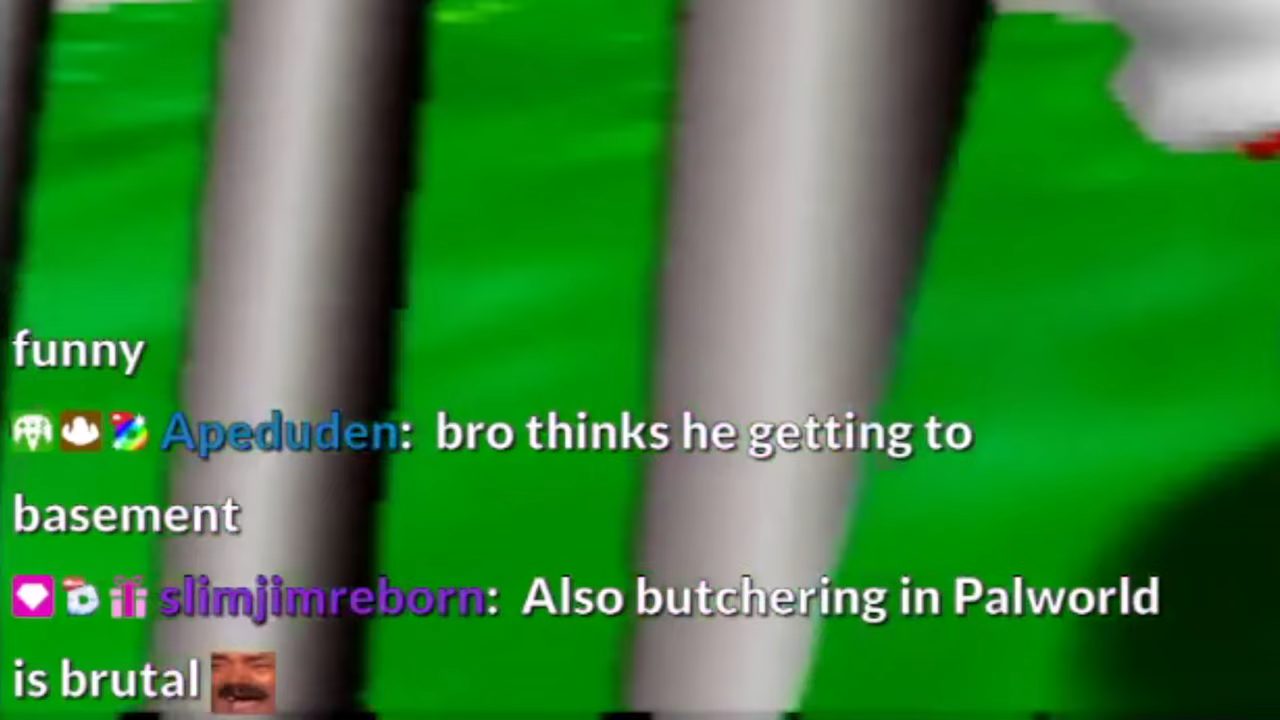 funny
Apeduden: bro thinks he getting to
basement
slimjimreborn: Also butchering in Palworld
is brutal